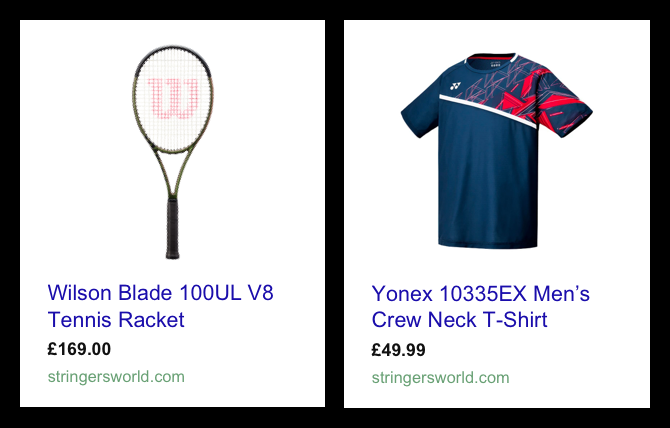 W
Wilson Blade 100UL V8
Tennis Racket
£169.00
stringersworld.com
Yonex 10335EX Men’s
Crew Neck T-Shirt
£49.99
stringersworld.com